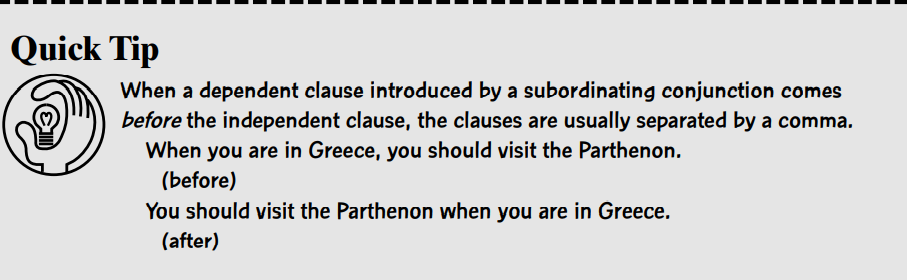 Quick Tip
When a dependent clause introduced by a subordinating conjunction comes
before the independent clause, the clauses are usually separated by a comma.
When you are in Greece, you should visit the Parthenon.
(before)
You should visit the Parthenon when you are in Greece.
(after)